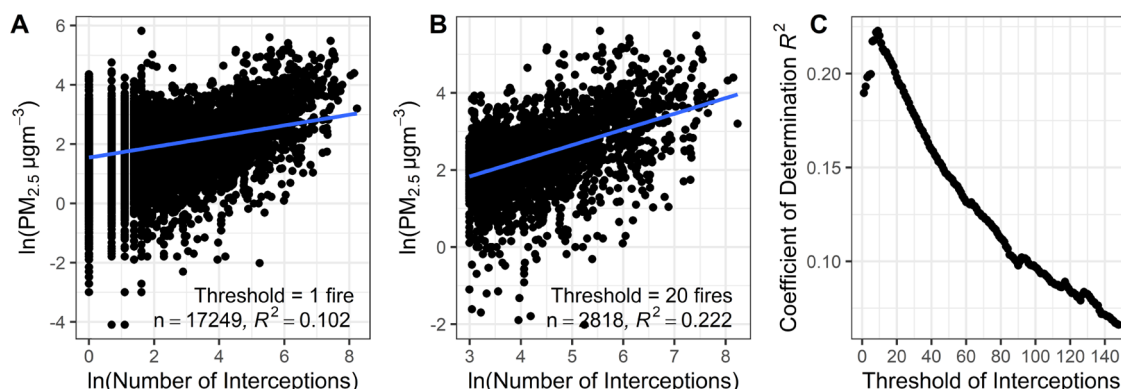 A
ln(PM2.5 µgm−3)
6
4
2
0
-2
-4
Threshold = 1 fire
n = 17249, R2 = 0.102
0 2 4 6 8
ln(Number of Interceptions)
B
ln(PM2.5 µgm−3)
6
4
2
0
-2
Threshold = 20 fires
n = 2818, R2 = 0.222
3 4 5 6 7 8
ln(Number of Interceptions)
C
Coefficient of Determination R2
0.20
0.15
0.10
0 20 40 60 80 100 120 140
Threshold of Interceptions